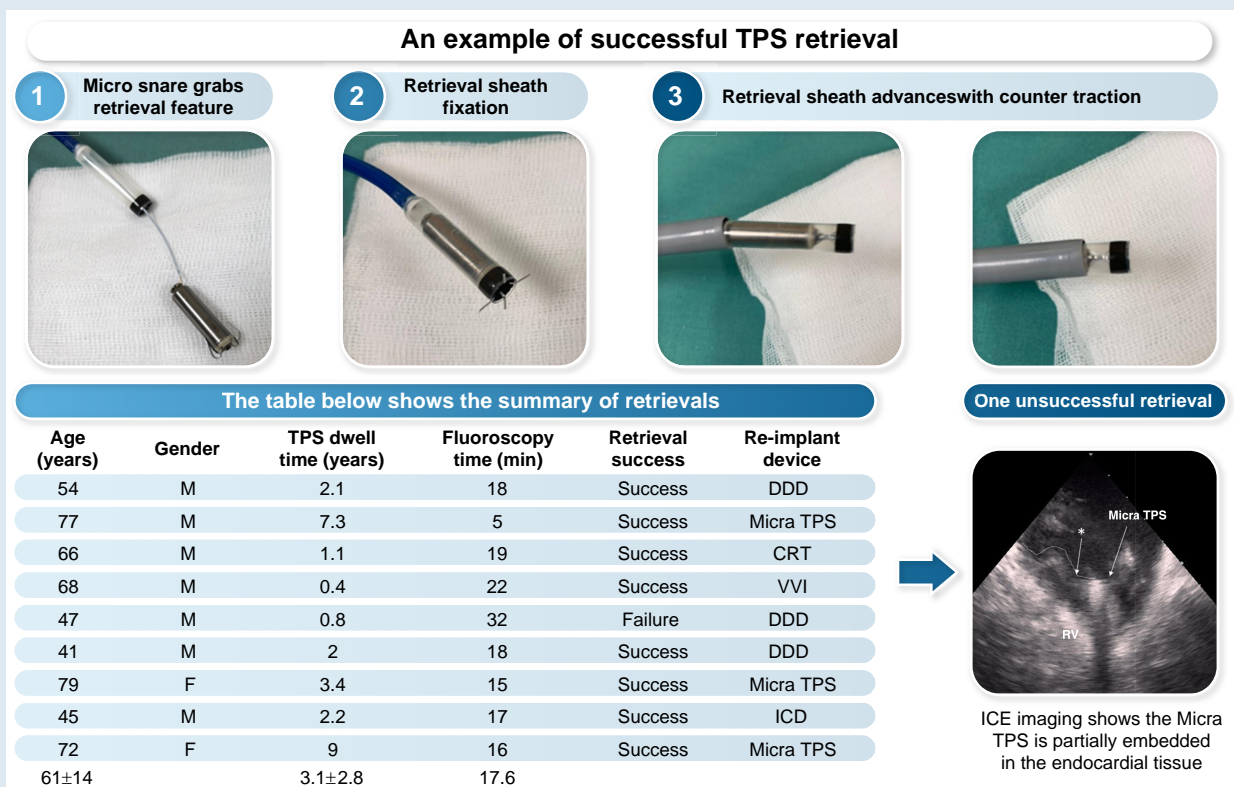 An example of successful TPS retrieval
1
Micro snare grabs
retrieval feature
2
Retrieval sheath
fixation
3
Retrieval sheath advanceswith counter traction
The table below shows the summary of retrievals
Age
(years)
Gender
TPS dwell
time (years)
Fluoroscopy
time (min)
Retrieval
success
Re-implant
device
54 M 2.1 18 Success DDD
77 M 7.3 5 Success Micra TPS
66 M 1.1 19 Success CRT
68 M 0.4 22 Success VVI
47 M 0.8 32 Failure DDD
41 M 2 18 Success DDD
79 F 3.4 15 Success Micra TPS
45 M 2.2 17 Success ICD
72 F 9 16 Success Micra TPS
61±14 3.1±2.8 17.6
One unsuccessful retrieval
Micra TPS
*
RV
ICE imaging shows the Micra
TPS is partially embedded
in the endocardial tissue